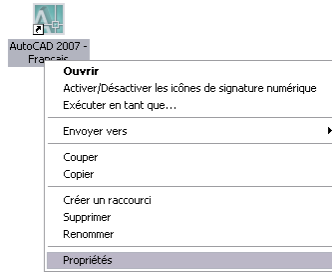 AutoCAD 2007 -
Français
Ouvrir
Activer/Désactiver les icônes de signature numérique
Exécuter en tant que...
Envoyer vers
Couper
Copier
Créer un raccourci
Supprimer
Renommer
Propriétés